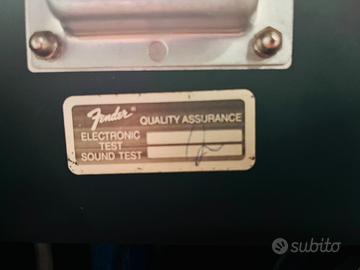 Fender QUALITY ASSURANCE
ELECTRONIC
TEST
SOUND TEST
subito